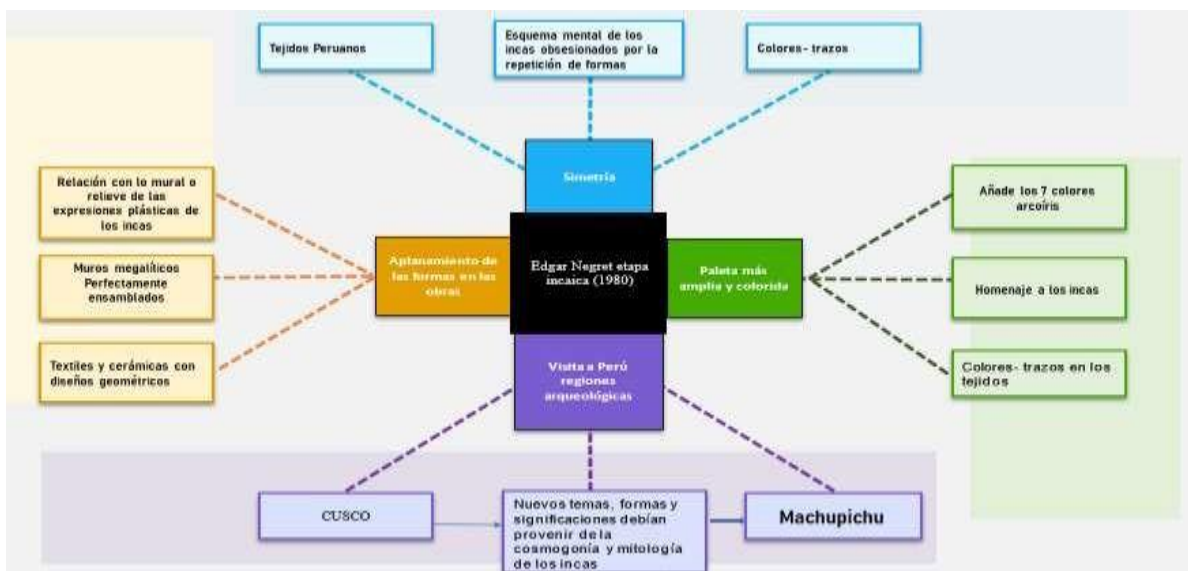 Tejidos Peruanos
Esquema mental de los
incas obsesionados por la
repetición de formas
Colores- trazos
Simetría
Relación con lo mural o
relieve de las
expresiones plásticas de
los incas
Muros megalíticos
Perfectamente
ensamblados
Textiles y cerámicas con
diseños geométricos
Aplanamiento de
las formas en las
obras
Edgar Negret etapa
incaica (1980)
Paleta más
amplia y colorida
Añade los 7 colores
arcoíris
Homenaje a los incas
Colores- trazos en los
tejidos
Visita a Perú
regiones
arqueológicas
CUSCO
Nuevos temas, formas y
significaciones debían
provenir de la
cosmogonía y mitología
de los incas
Machupichu